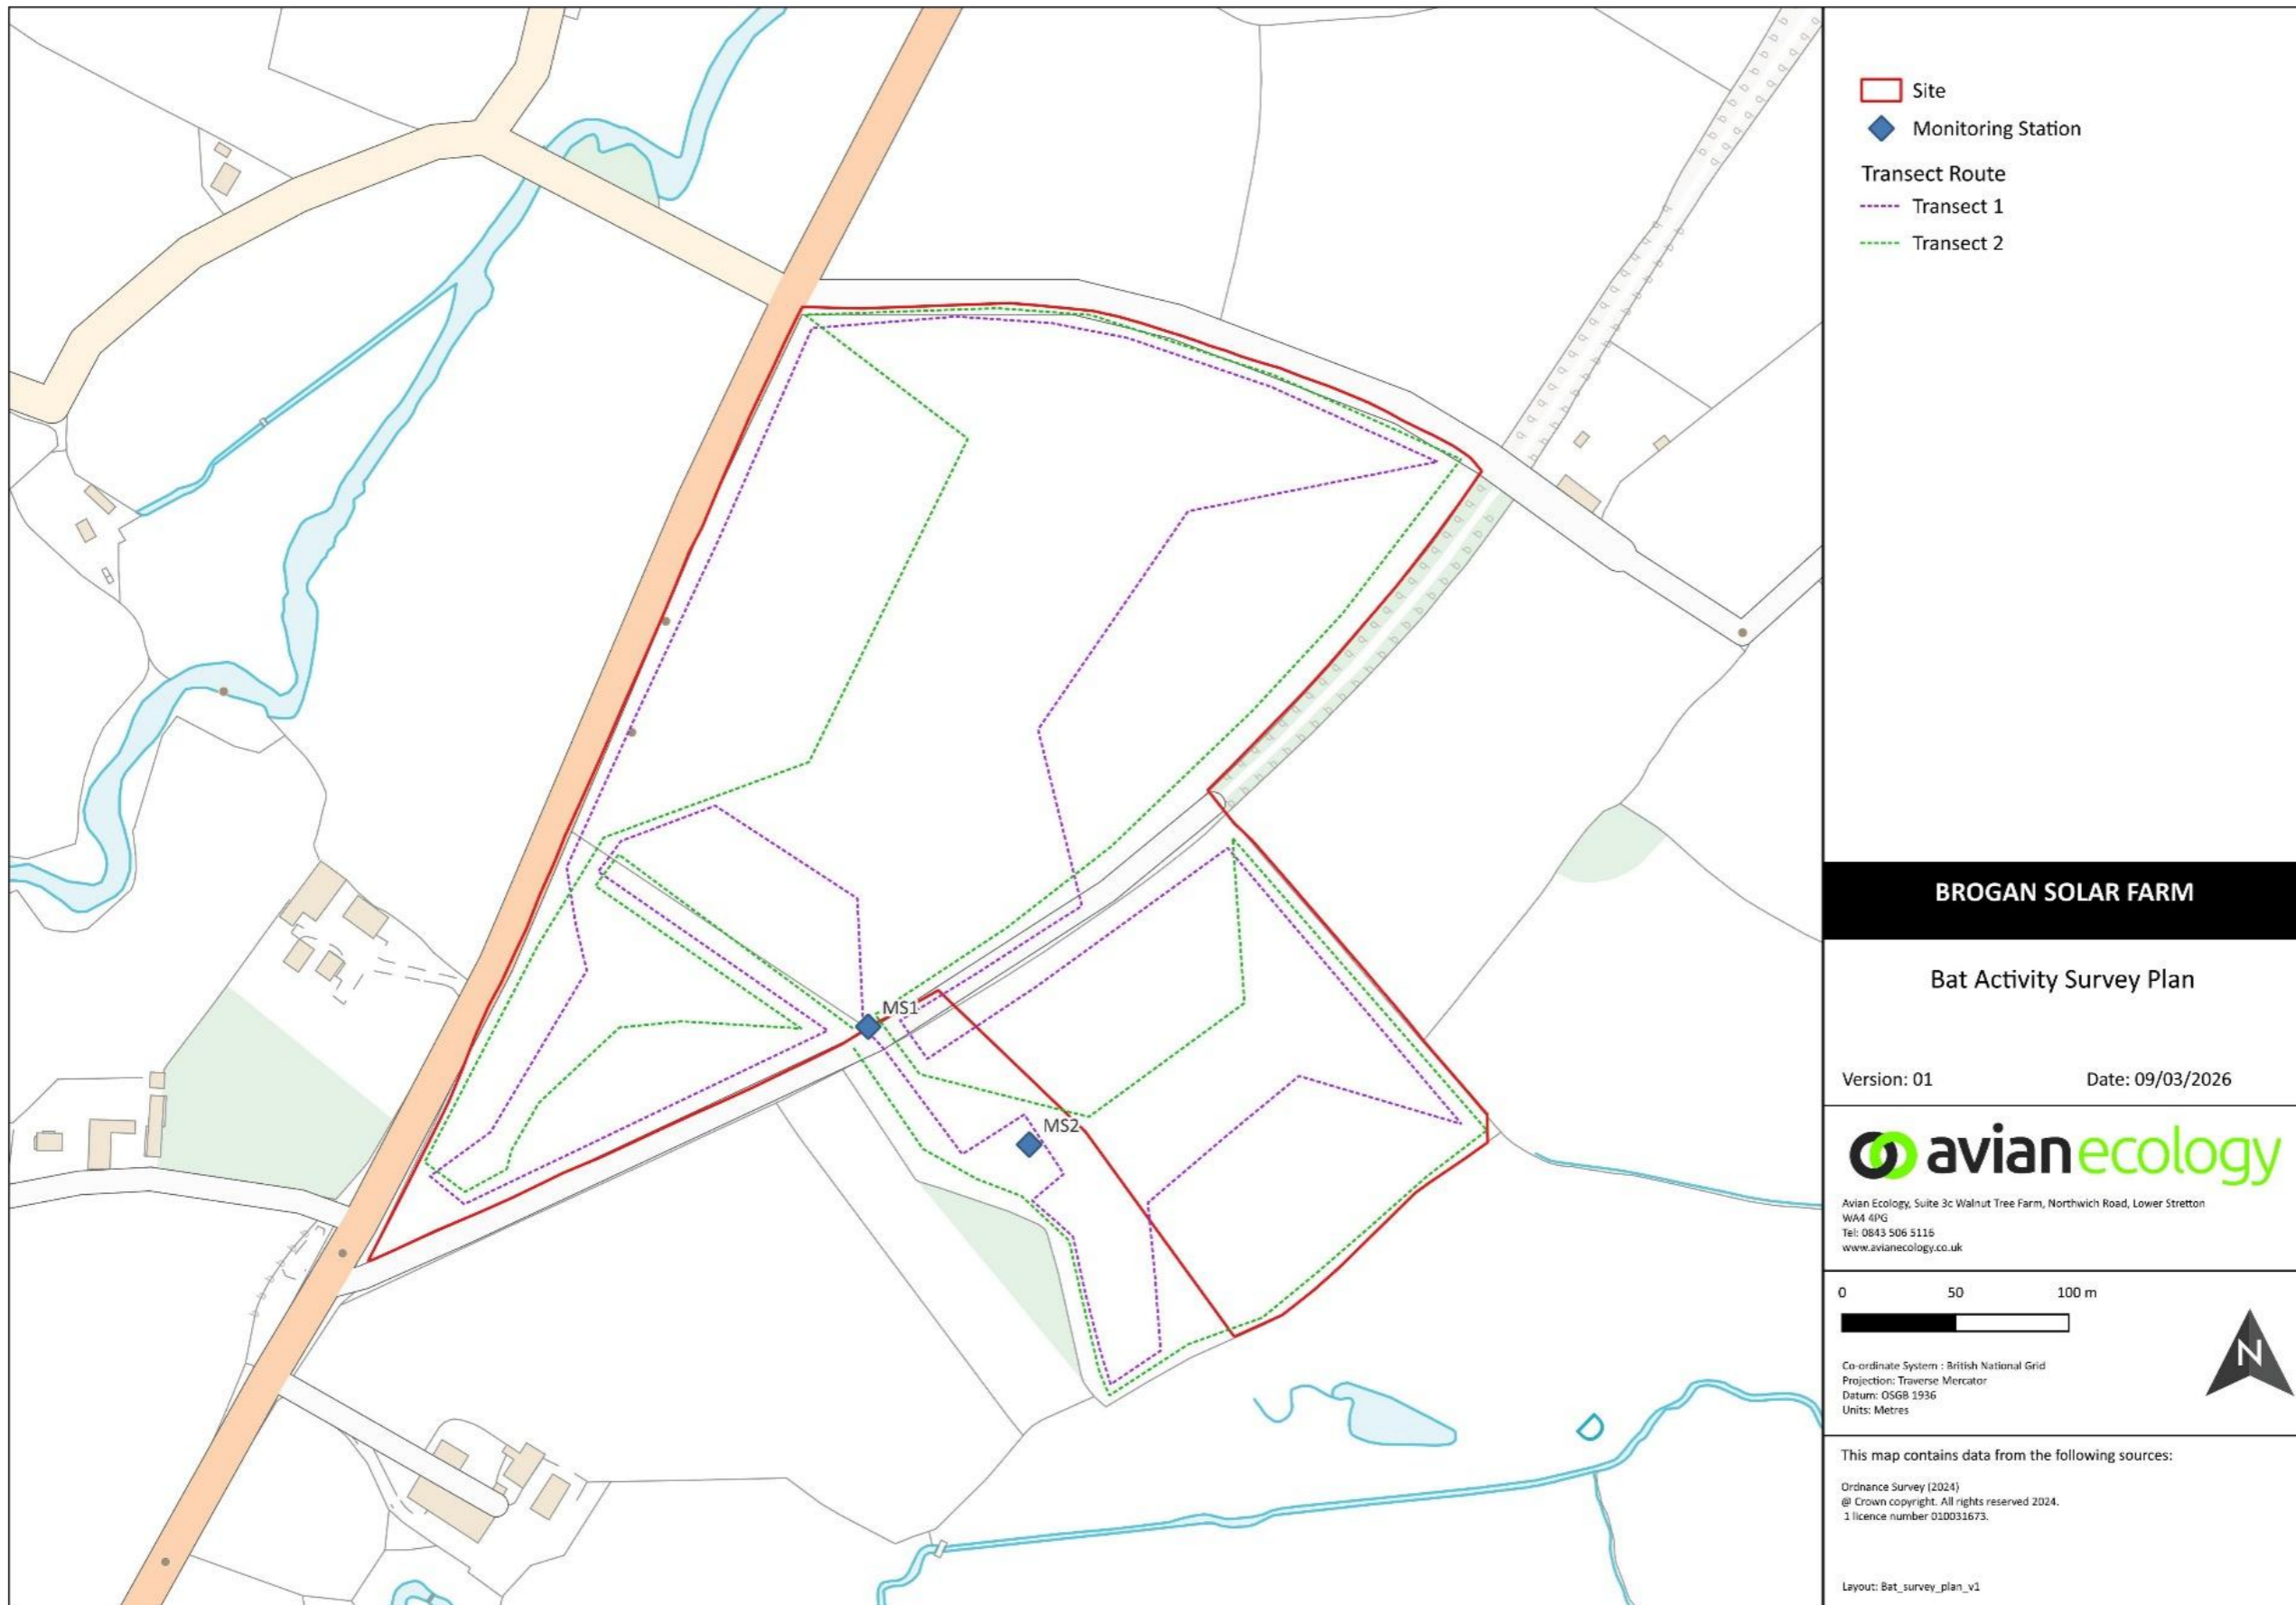 Site
Monitoring Station
Transect Route
Transect 1
Transect 2
MS1
MS2
BROGAN SOLAR FARM
Bat Activity Survey Plan
Version: 01
Date: 09/03/2026
avianecology
Avian Ecology, Suite 3c Walnut Tree Farm, Northwich Road, Lower Stretton
WA4 4PG
Tel: 0843 506 5116
www.avianecology.co.uk
0 50 100 m
N
Co-ordinate System : British National Grid
Projection: Traverse Mercator
Datum: OSGB 1936
Units: Metres
This map contains data from the following sources:
Ordnance Survey (2024)
@ Crown copyright. All rights reserved 2024.
1 licence number 010031673.
Layout: Bat_survey_plan_v1